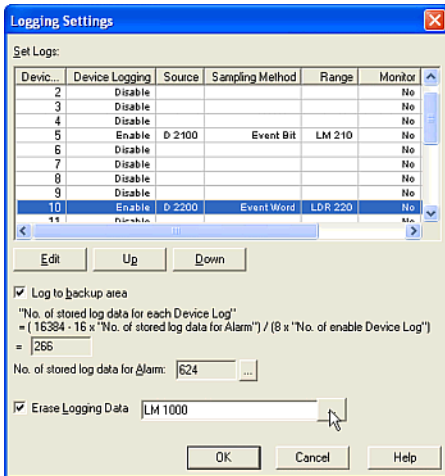 Logging Settings
Set Logs:
Devic... Device Logging Source Sampling Method Range Monitor
2 Disable No
3 Disable No
4 Disable No
5 Enable D 2100 Event Bit LM 210 No
6 Disable No
7 Disable No
8 Disable No
9 Disable No
10 Enable D 2200 Event Word LDR 220 No
11 Disable No
Edit Up Down
Log to backup area
"No. of stored log data for each Device Log"
= ( 16384 - 16 x "No. of stored log data for Alarm") / (8 x "No. of enable Device Log")
= 266
No. of stored log data for Alarm: 624 ...
Erase Logging Data LM 1000
OK Cancel Help